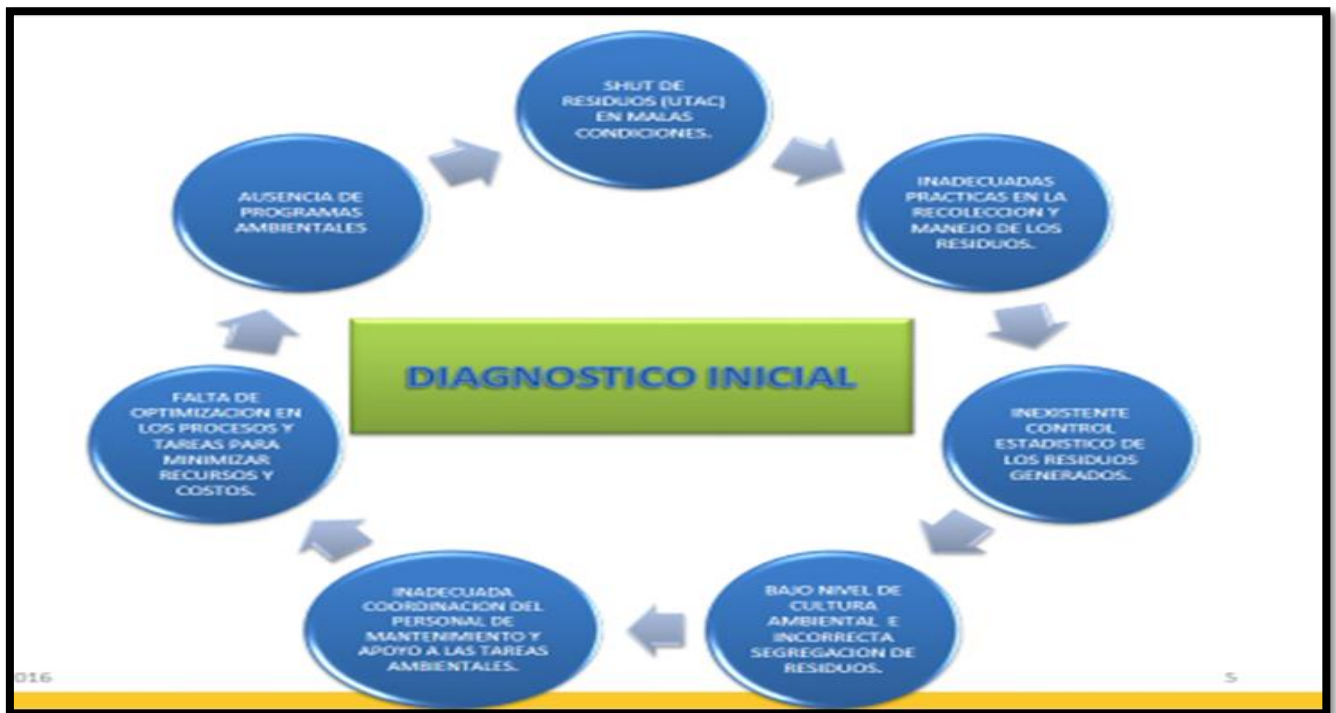 SHUT DE
RESIDUOS (UTAC)
EN MALAS
CONDICIONES.
INADECUADAS
PRACTICAS EN LA
RECOLECCION Y
MANEJO DE LOS
RESIDUOS.
INEXISTENTE
CONTROL
ESTADISTICO DE
LOS RESIDUOS
GENERADOS.
BAJO NIVEL DE
CULTURA
AMBIENTAL E
INCORRECTA
SEGREGACION DE
RESIDUOS.
INADECUADA
COORDINACION DEL
PERSONAL DE
MANTENIMIENTO Y
APOYO A LAS TAREAS
AMBIENTALES.
FALTA DE
OPTIMIZACION EN
LOS PROCESOS Y
TAREAS PARA
MINIMIZAR
RECURSOS Y
COSTOS.
AUSENCIA DE
PROGRAMAS
AMBIENTALES
DIAGNOSTICO INICIAL
016
5